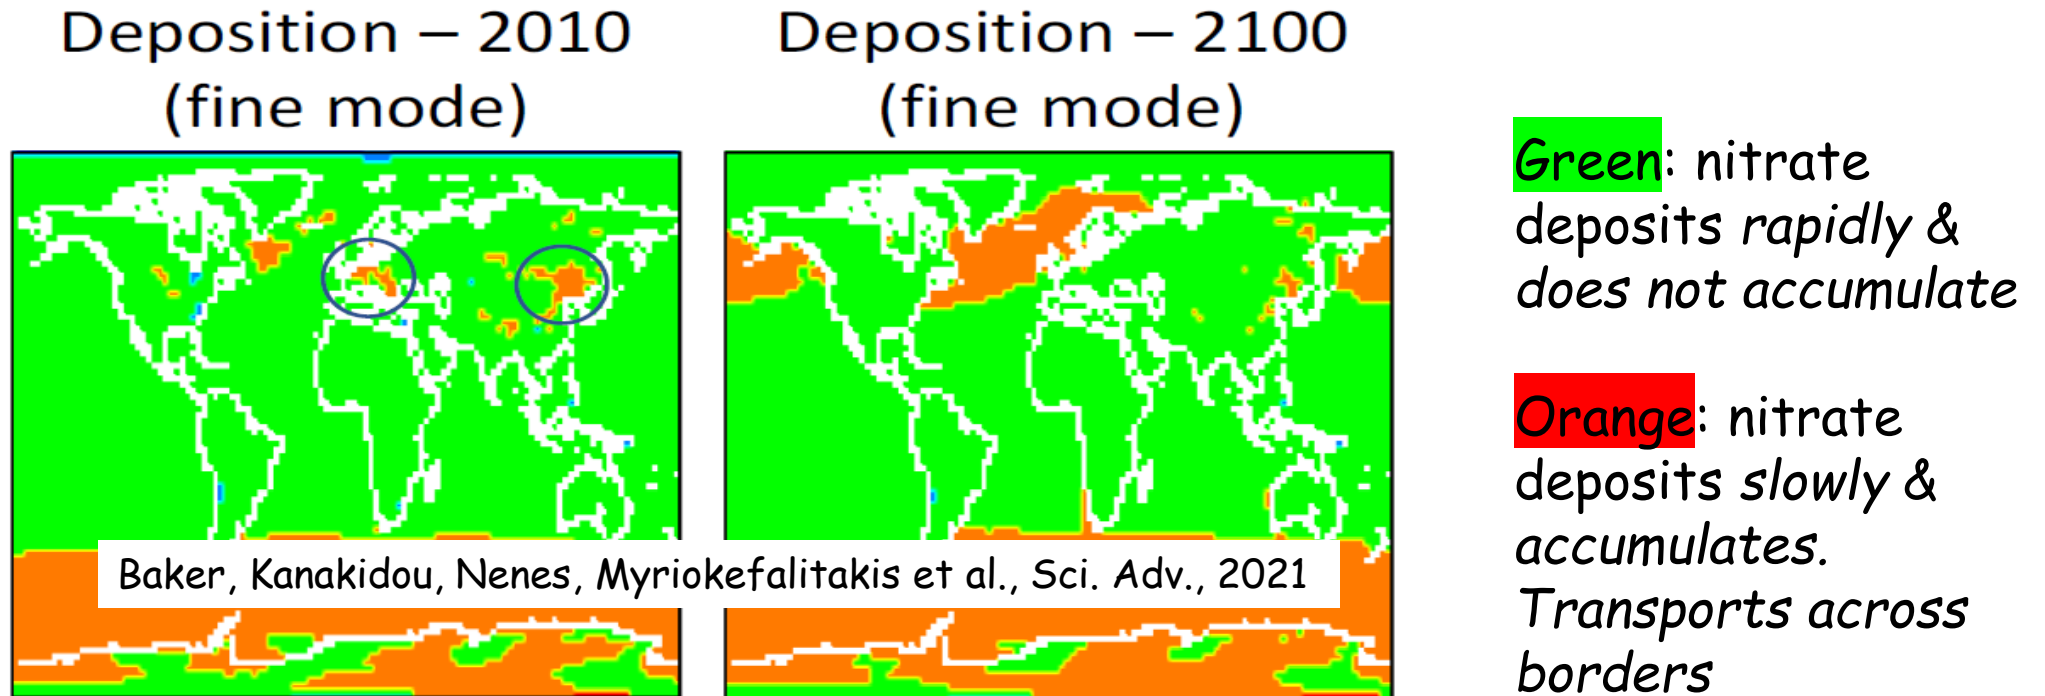 Deposition – 2010
(fine mode)
Deposition – 2100
(fine mode)
Green: nitrate
deposits rapidly &
does not accumulate
Orange: nitrate
deposits slowly &
accumulates.
Transports across
borders
Baker, Kanakidou, Nenes, Myriokefalitakis et al., Sci. Adv., 2021